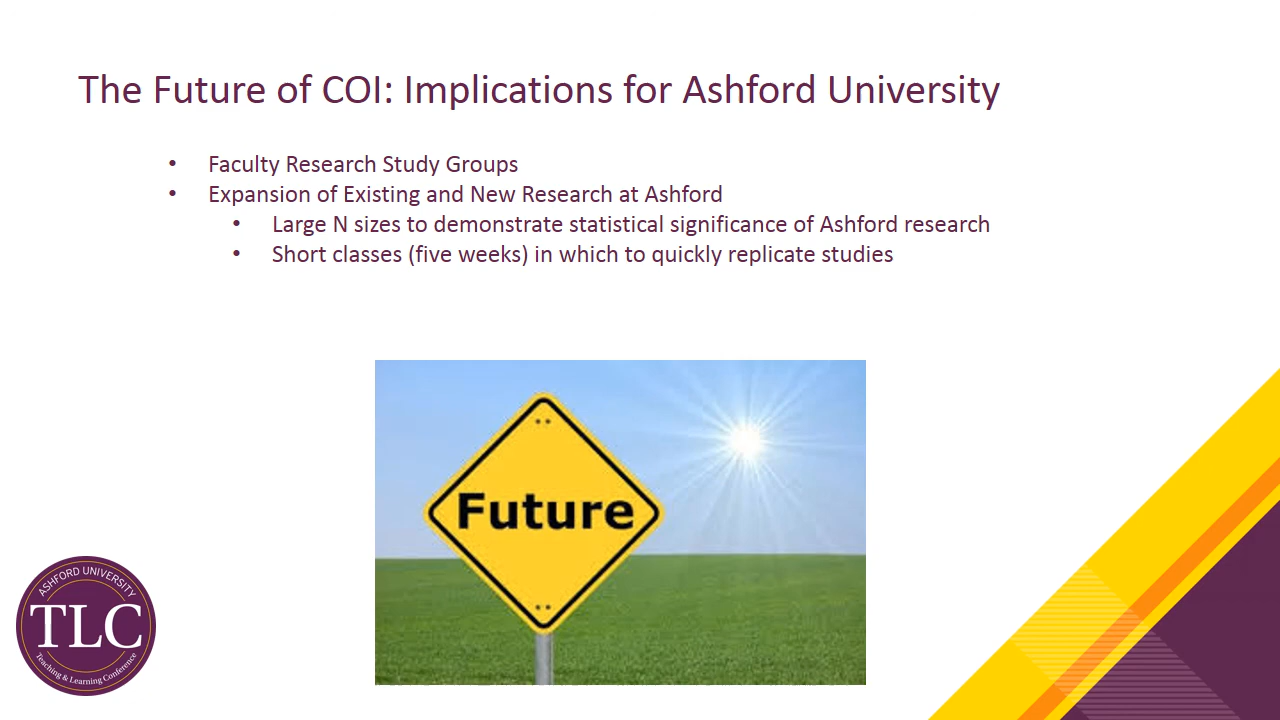 The Future of COI: Implications for Ashford University
• Faculty Research Study Groups
• Expansion of Existing and New Research at Ashford
• Large N sizes to demonstrate statistical significance of Ashford research
• Short classes (five weeks) in which to quickly replicate studies
Future
ASHFORD UNIVERSITY
TLC
Teaching & Learning Conference